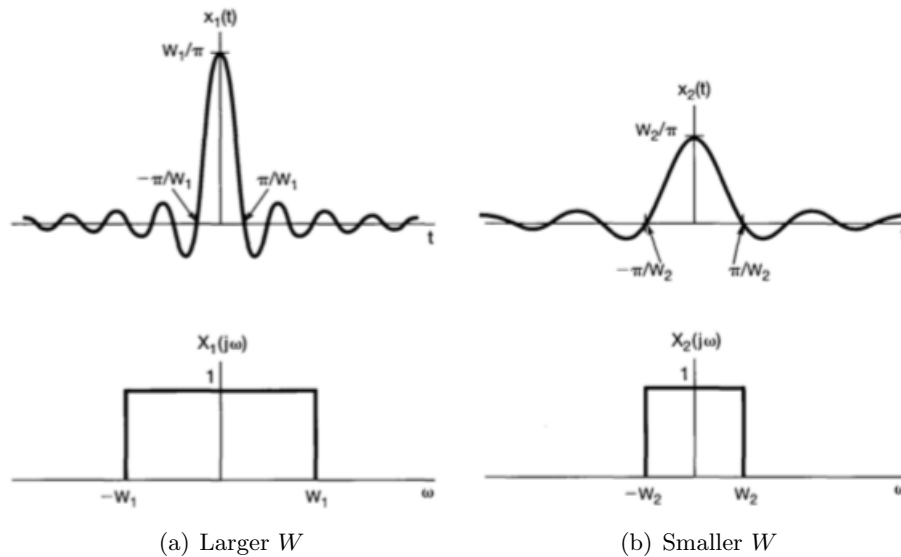 x₁(t)
W₁/π
−π/W₁
π/W₁
t
X₁(jω)
1
−W₁
W₁
ω
(a) Larger W
x₂(t)
W₂/π
−π/W₂
π/W₂
X₂(jω)
1
−W₂
W₂
(b) Smaller W